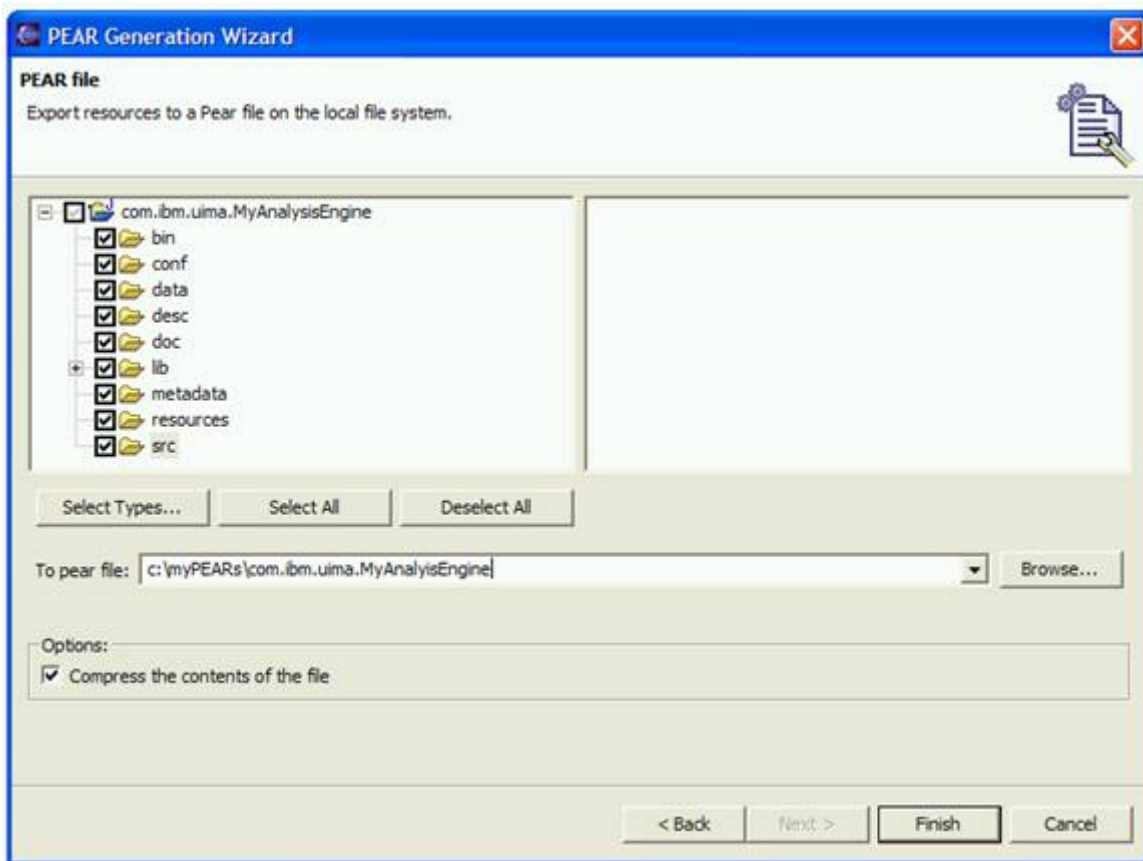 PEAR Generation Wizard
PEAR file
Export resources to a Pear file on the local file system.
com.ibm.uima.MyAnalysisEngine
bin
conf
data
desc
doc
lib
metadata
resources
src
Select Types... Select All Deselect All
To pear file: c:\myPEARs\com.ibm.uima.MyAnalyisEngine Browse...
Options:
Compress the contents of the file
< Back Next > Finish Cancel